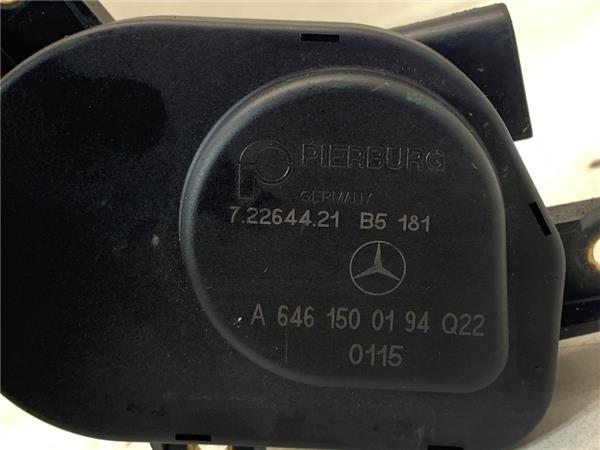 PIERBURG
GERMANY
7.22644.21 B5 181
A 646 150 01 94 Q22
0115